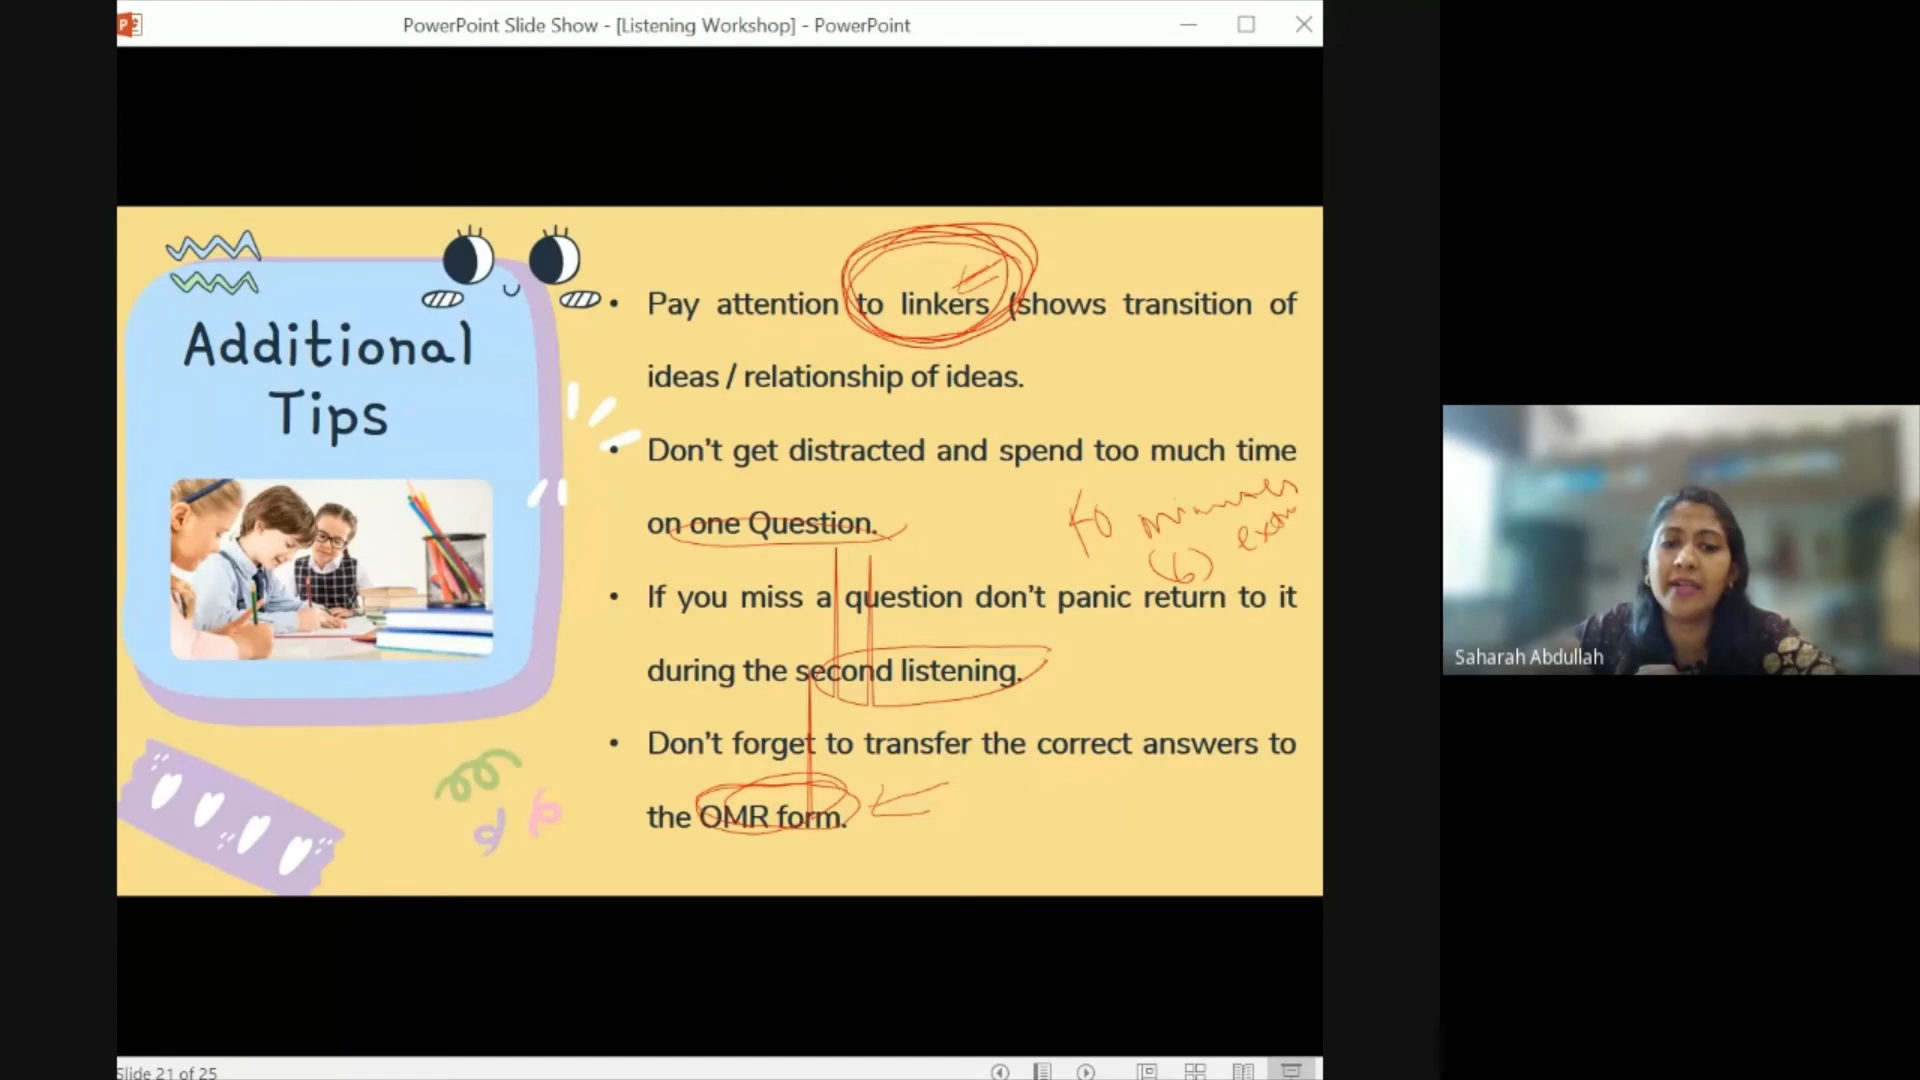 PowerPoint Slide Show - [Listening Workshop] - PowerPoint
Additional
Tips
• Pay attention to linkers (shows transition of
ideas / relationship of ideas.
• Don't get distracted and spend too much time
on one Question.
minutes
(6) extra
• If you miss a question don't panic return to it
during the second listening.
• Don't forget to transfer the correct answers to
the OMR form.
Saharah Abdullah
Slide 21 of 25